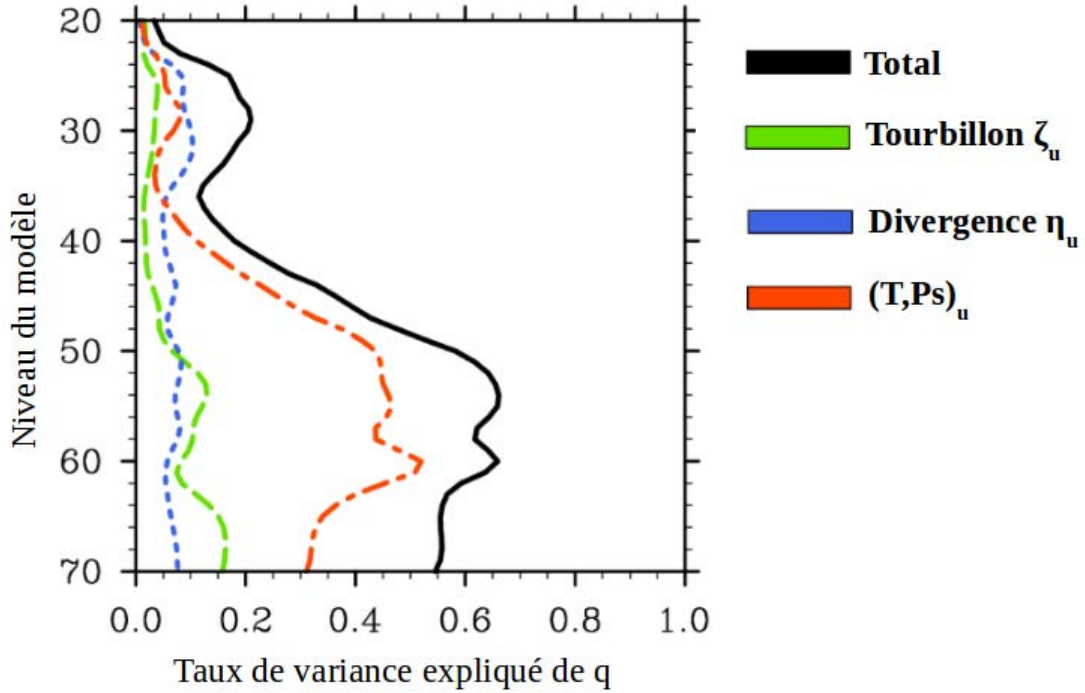 20
30
40
50
60
70
Niveau du modèle
0.0 0.2 0.4 0.6 0.8 1.0
Taux de variance expliqué de q
Total
Tourbillon ζu
Divergence ηu
(T,Ps)u